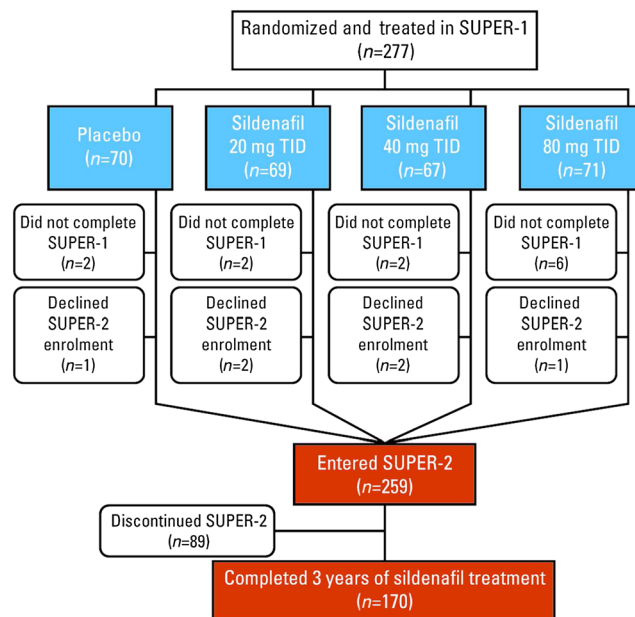 Randomized and treated in SUPER-1
(n=277)
Placebo
(n=70)
Sildenafil
20 mg TID
(n=69)
Sildenafil
40 mg TID
(n=67)
Sildenafil
80 mg TID
(n=71)
Did not complete
SUPER-1
(n=2)
Did not complete
SUPER-1
(n=2)
Did not complete
SUPER-1
(n=2)
Did not complete
SUPER-1
(n=6)
Declined
SUPER-2
enrolment
(n=1)
Declined
SUPER-2
enrolment
(n=2)
Declined
SUPER-2
enrolment
(n=2)
Declined
SUPER-2
enrolment
(n=1)
Entered SUPER-2
(n=259)
Discontinued SUPER-2
(n=89)
Completed 3 years of sildenafil treatment
(n=170)